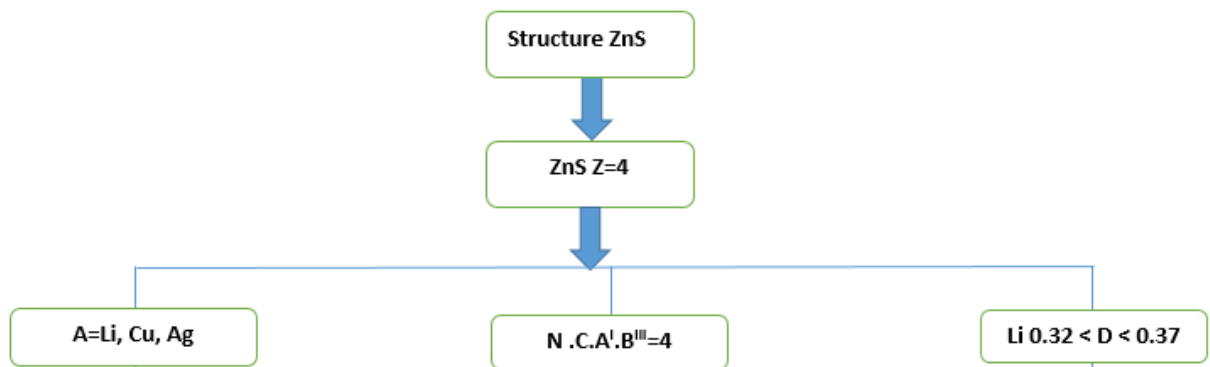 Structure ZnS
ZnS Z=4
A=Li, Cu, Ag
N .C.Aᴵ.Bᴵᴵᴵ=4
Li 0.32 < D < 0.37